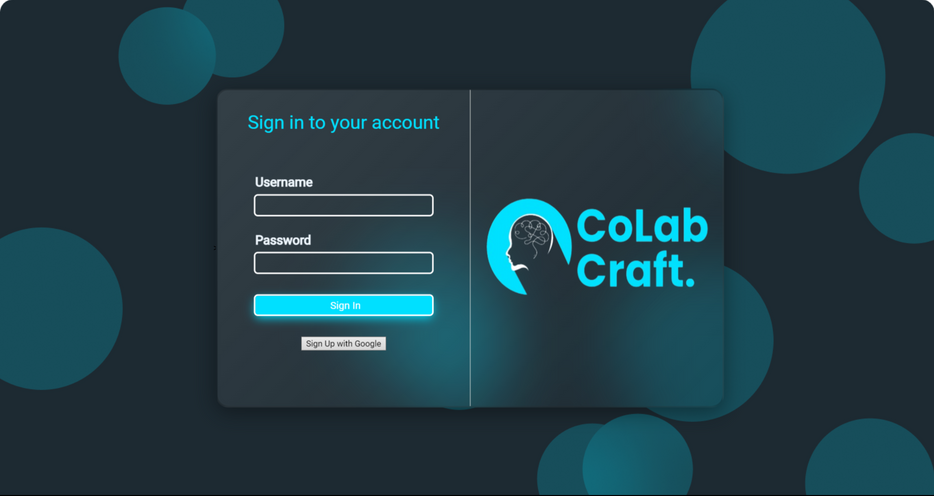 Sign in to your account
Username
Password
Sign In
Sign Up with Google
CoLab
Craft.